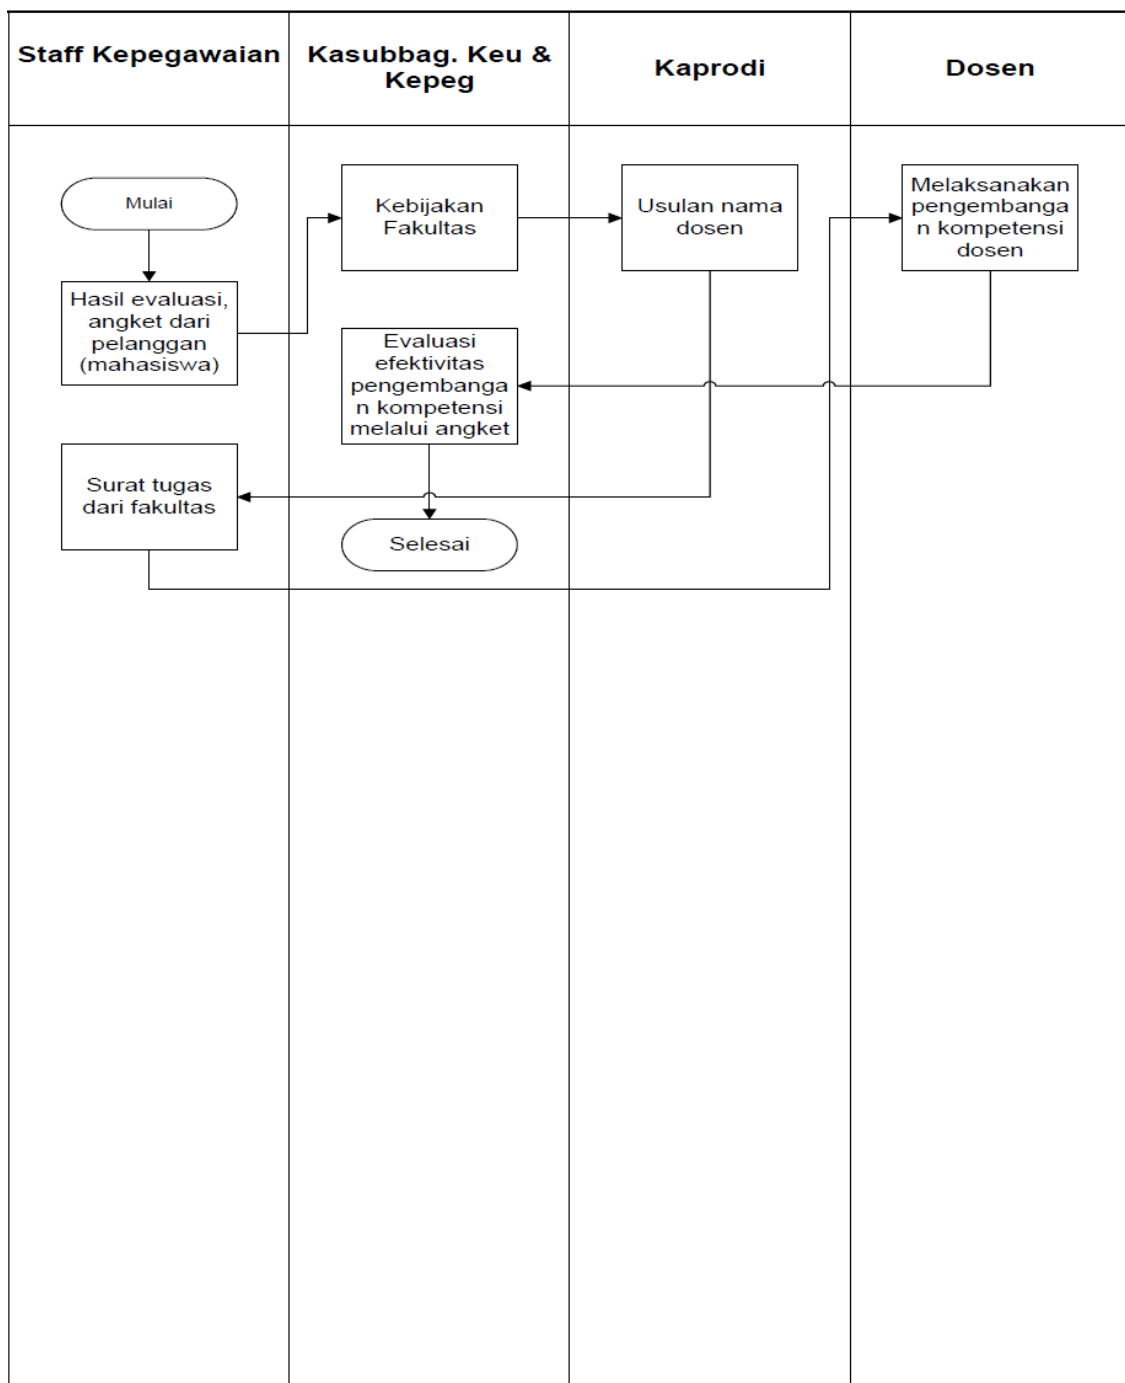 Staff Kepegawaian
Kasubbag. Keu &
Kepeg
Kaprodi
Dosen
Mulai
Hasil evaluasi,
angket dari
pelanggan
(mahasiswa)
Kebijakan
Fakultas
Usulan nama
dosen
Melaksanakan
pengembanga
n kompetensi
dosen
Evaluasi
efektivitas
pengembanga
n kompetensi
melalui angket
Surat tugas
dari fakultas
Selesai